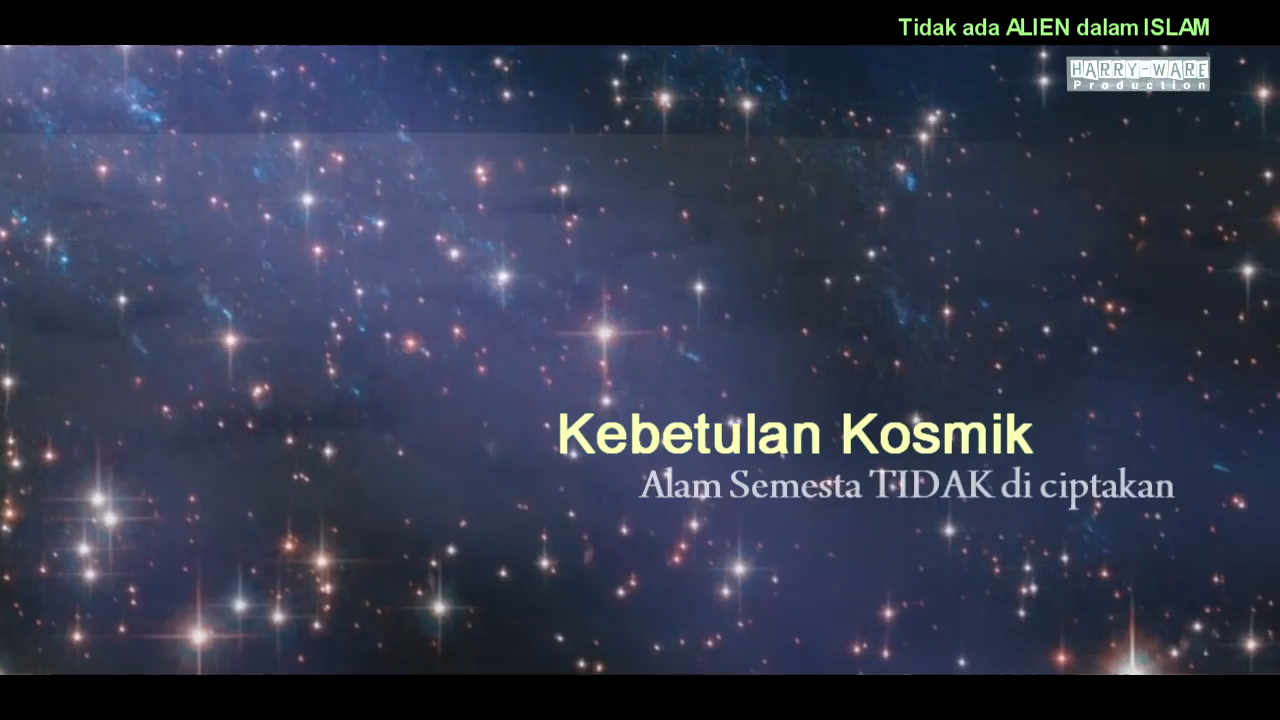 Tidak ada ALIEN dalam ISLAM
HARRY-WARE
Production
Kebetulan Kosmik
Alam Semesta TIDAK di ciptakan